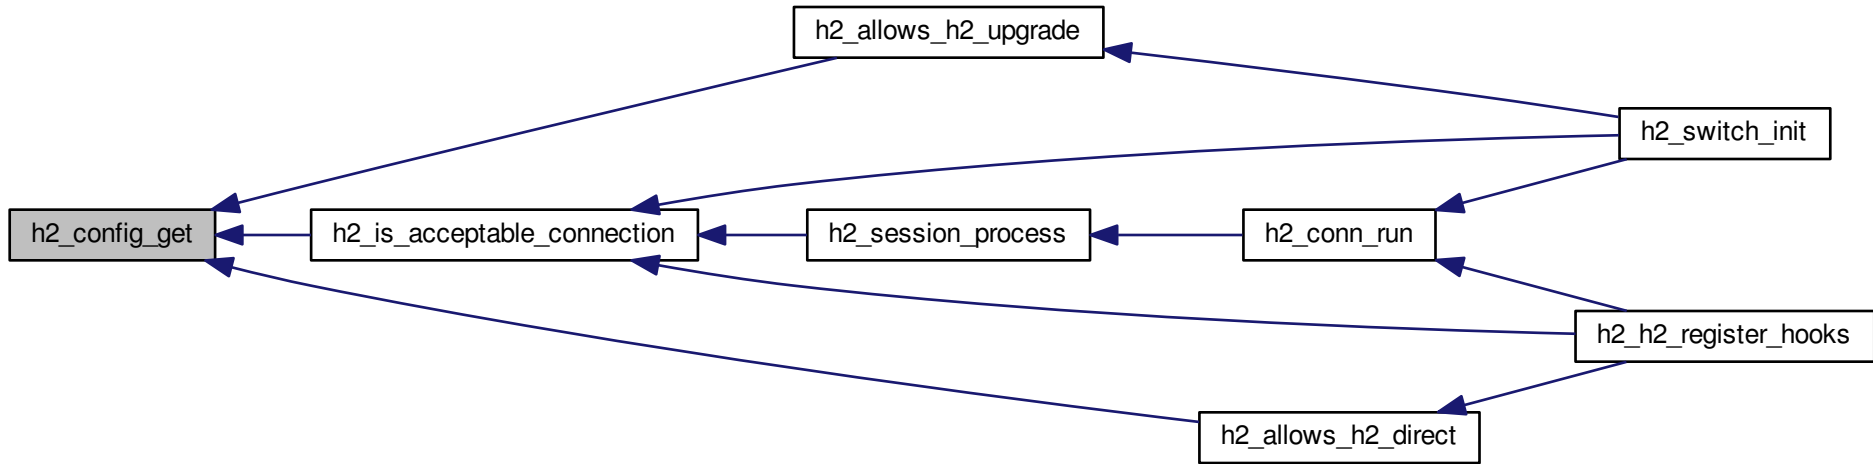 h2_allows_h2_upgrade
h2_switch_init
h2_config_get
h2_is_acceptable_connection
h2_session_process
h2_conn_run
h2_h2_register_hooks
h2_allows_h2_direct